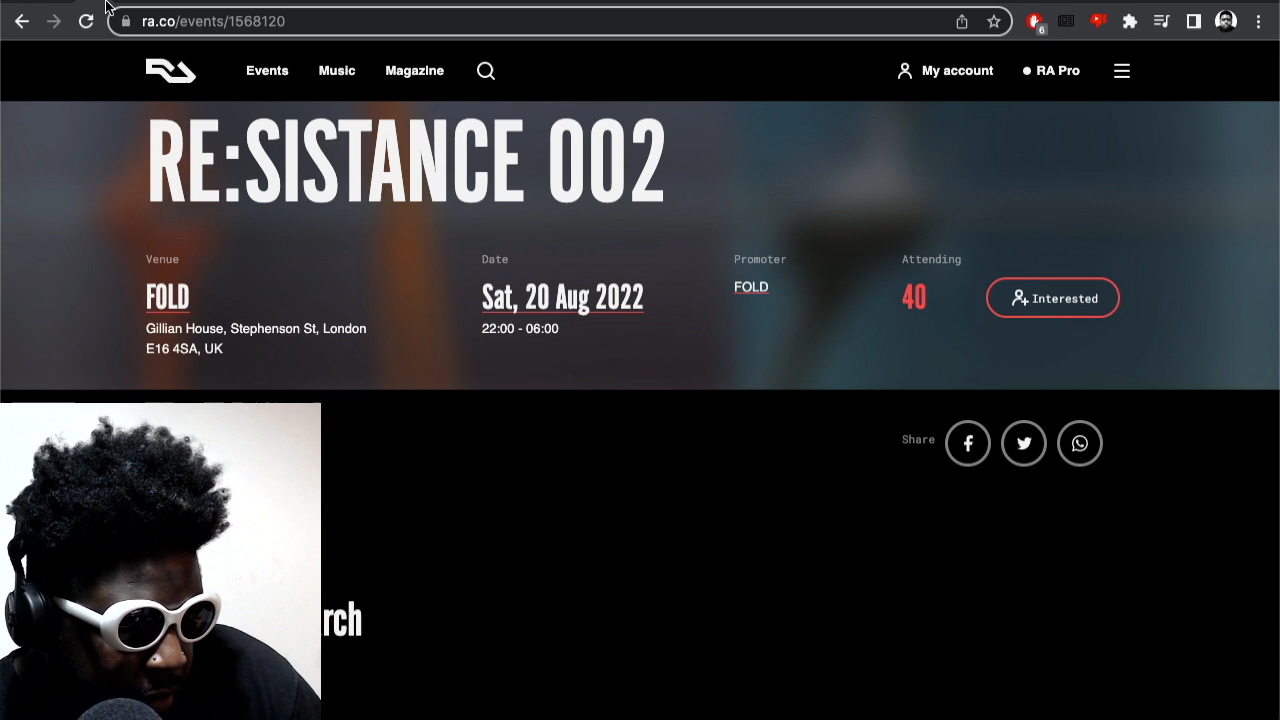 ra.co/events/1568120
6
Events
Music
Magazine
My account
RA Pro
RE:SISTANCE 002
Venue
FOLD
Gillian House, Stephenson St, London
E16 4SA, UK
Date
Sat, 20 Aug 2022
22:00 - 06:00
Promoter
FOLD
Attending
40
Interested
Share
rch